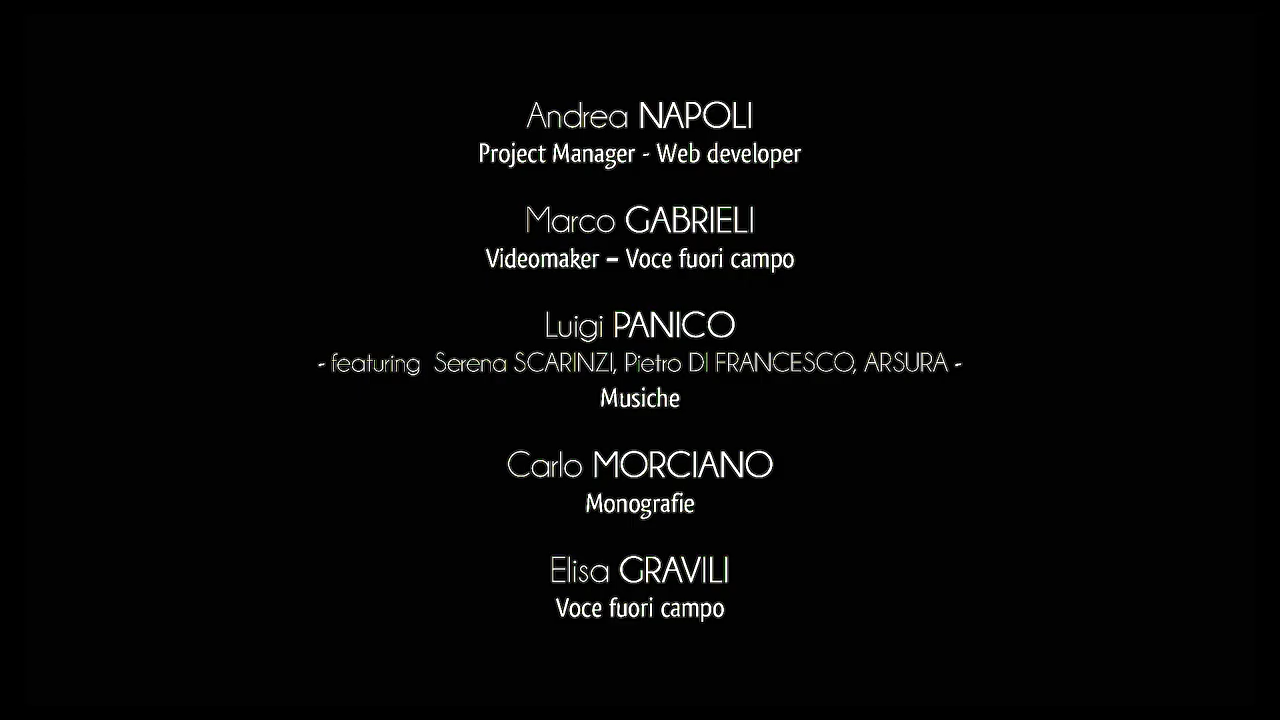 Andrea NAPOLI
Project Manager - Web developer
Marco GABRIELI
Videomaker – Voce fuori campo
Luigi PANICO
- featuring Serena SCARINZI, Pietro DI FRANCESCO, ARSURA -
Musiche
Carlo MORCIANO
Monografie
Elisa GRAVILI
Voce fuori campo